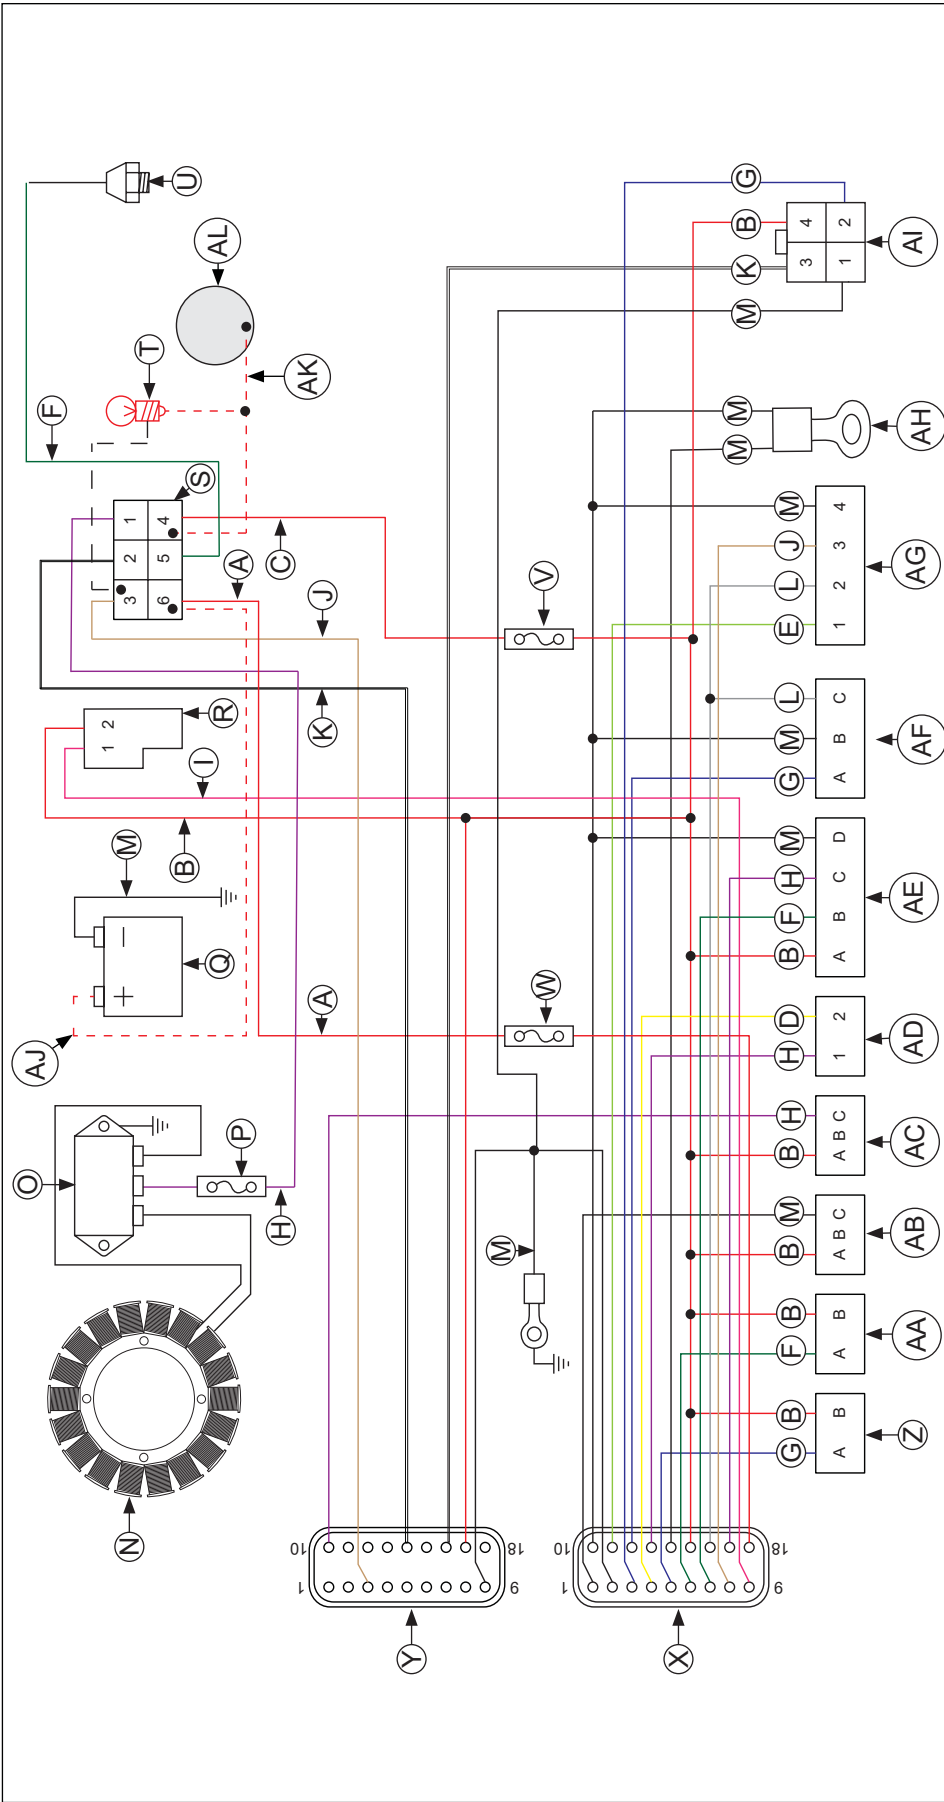 O
AJ
F
N
+ −
M
1 2
3 2 1
6 5 4
T
B
I
S
U
Q
R
AL
P
A
H
C
AK
A
K
J
1 10
9 18
Y
M
W
V
1 10
9 18
X
G B
F B
B M
B H
H D
B F H M
G M L
E L J M
M M
M K B G
3 4
1 2
A B
A B
A B C
A B C
1 2
A B C D
A B C
1 2 3 4
Z
AA
AB
AC
AD
AE
AF
AG
AH
AI